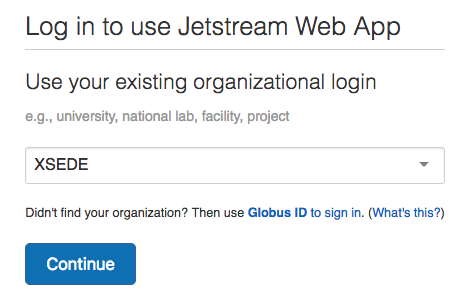 Log in to use Jetstream Web App
Use your existing organizational login
e.g., university, national lab, facility, project
XSEDE
Didn't find your organization? Then use Globus ID to sign in. (What's this?)
Continue